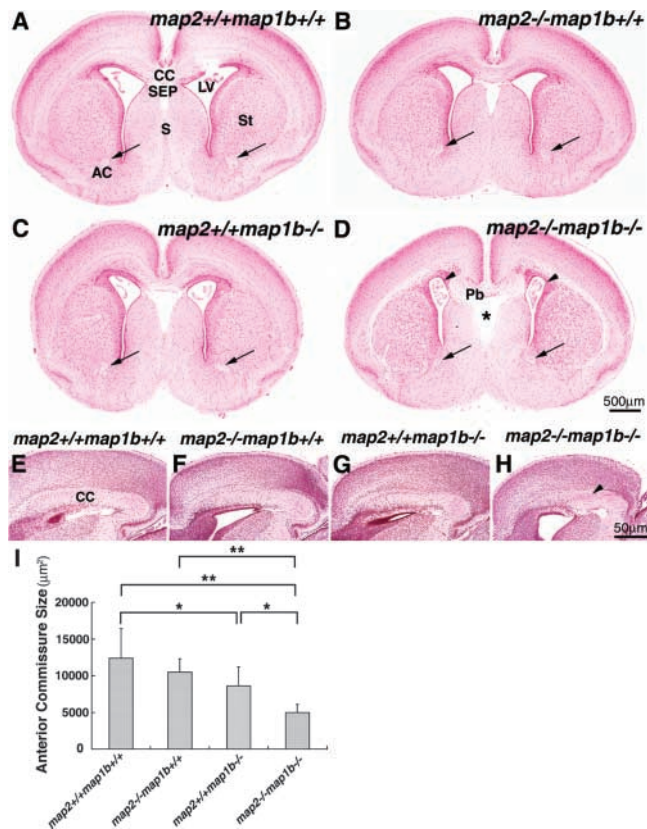 A map2+/+map1b+/+
B map2-/-map1b+/+
CC
SEP
LV
S
St
AC
C map2+/+map1b-/-
D map2-/-map1b-/-
Pb
*
500μm
map2+/+map1b+/+
map2-/-map1b+/+
map2+/+map1b-/-
map2-/-map1b-/-
E
F
G
H
CC
50μm
I
**
**
*
*
Anterior Commissure Size (μm²)
20000
15000
10000
5000
0
map2+/+map1b+/+
map2-/-map1b+/+
map2+/+map1b-/-
map2-/-map1b-/-